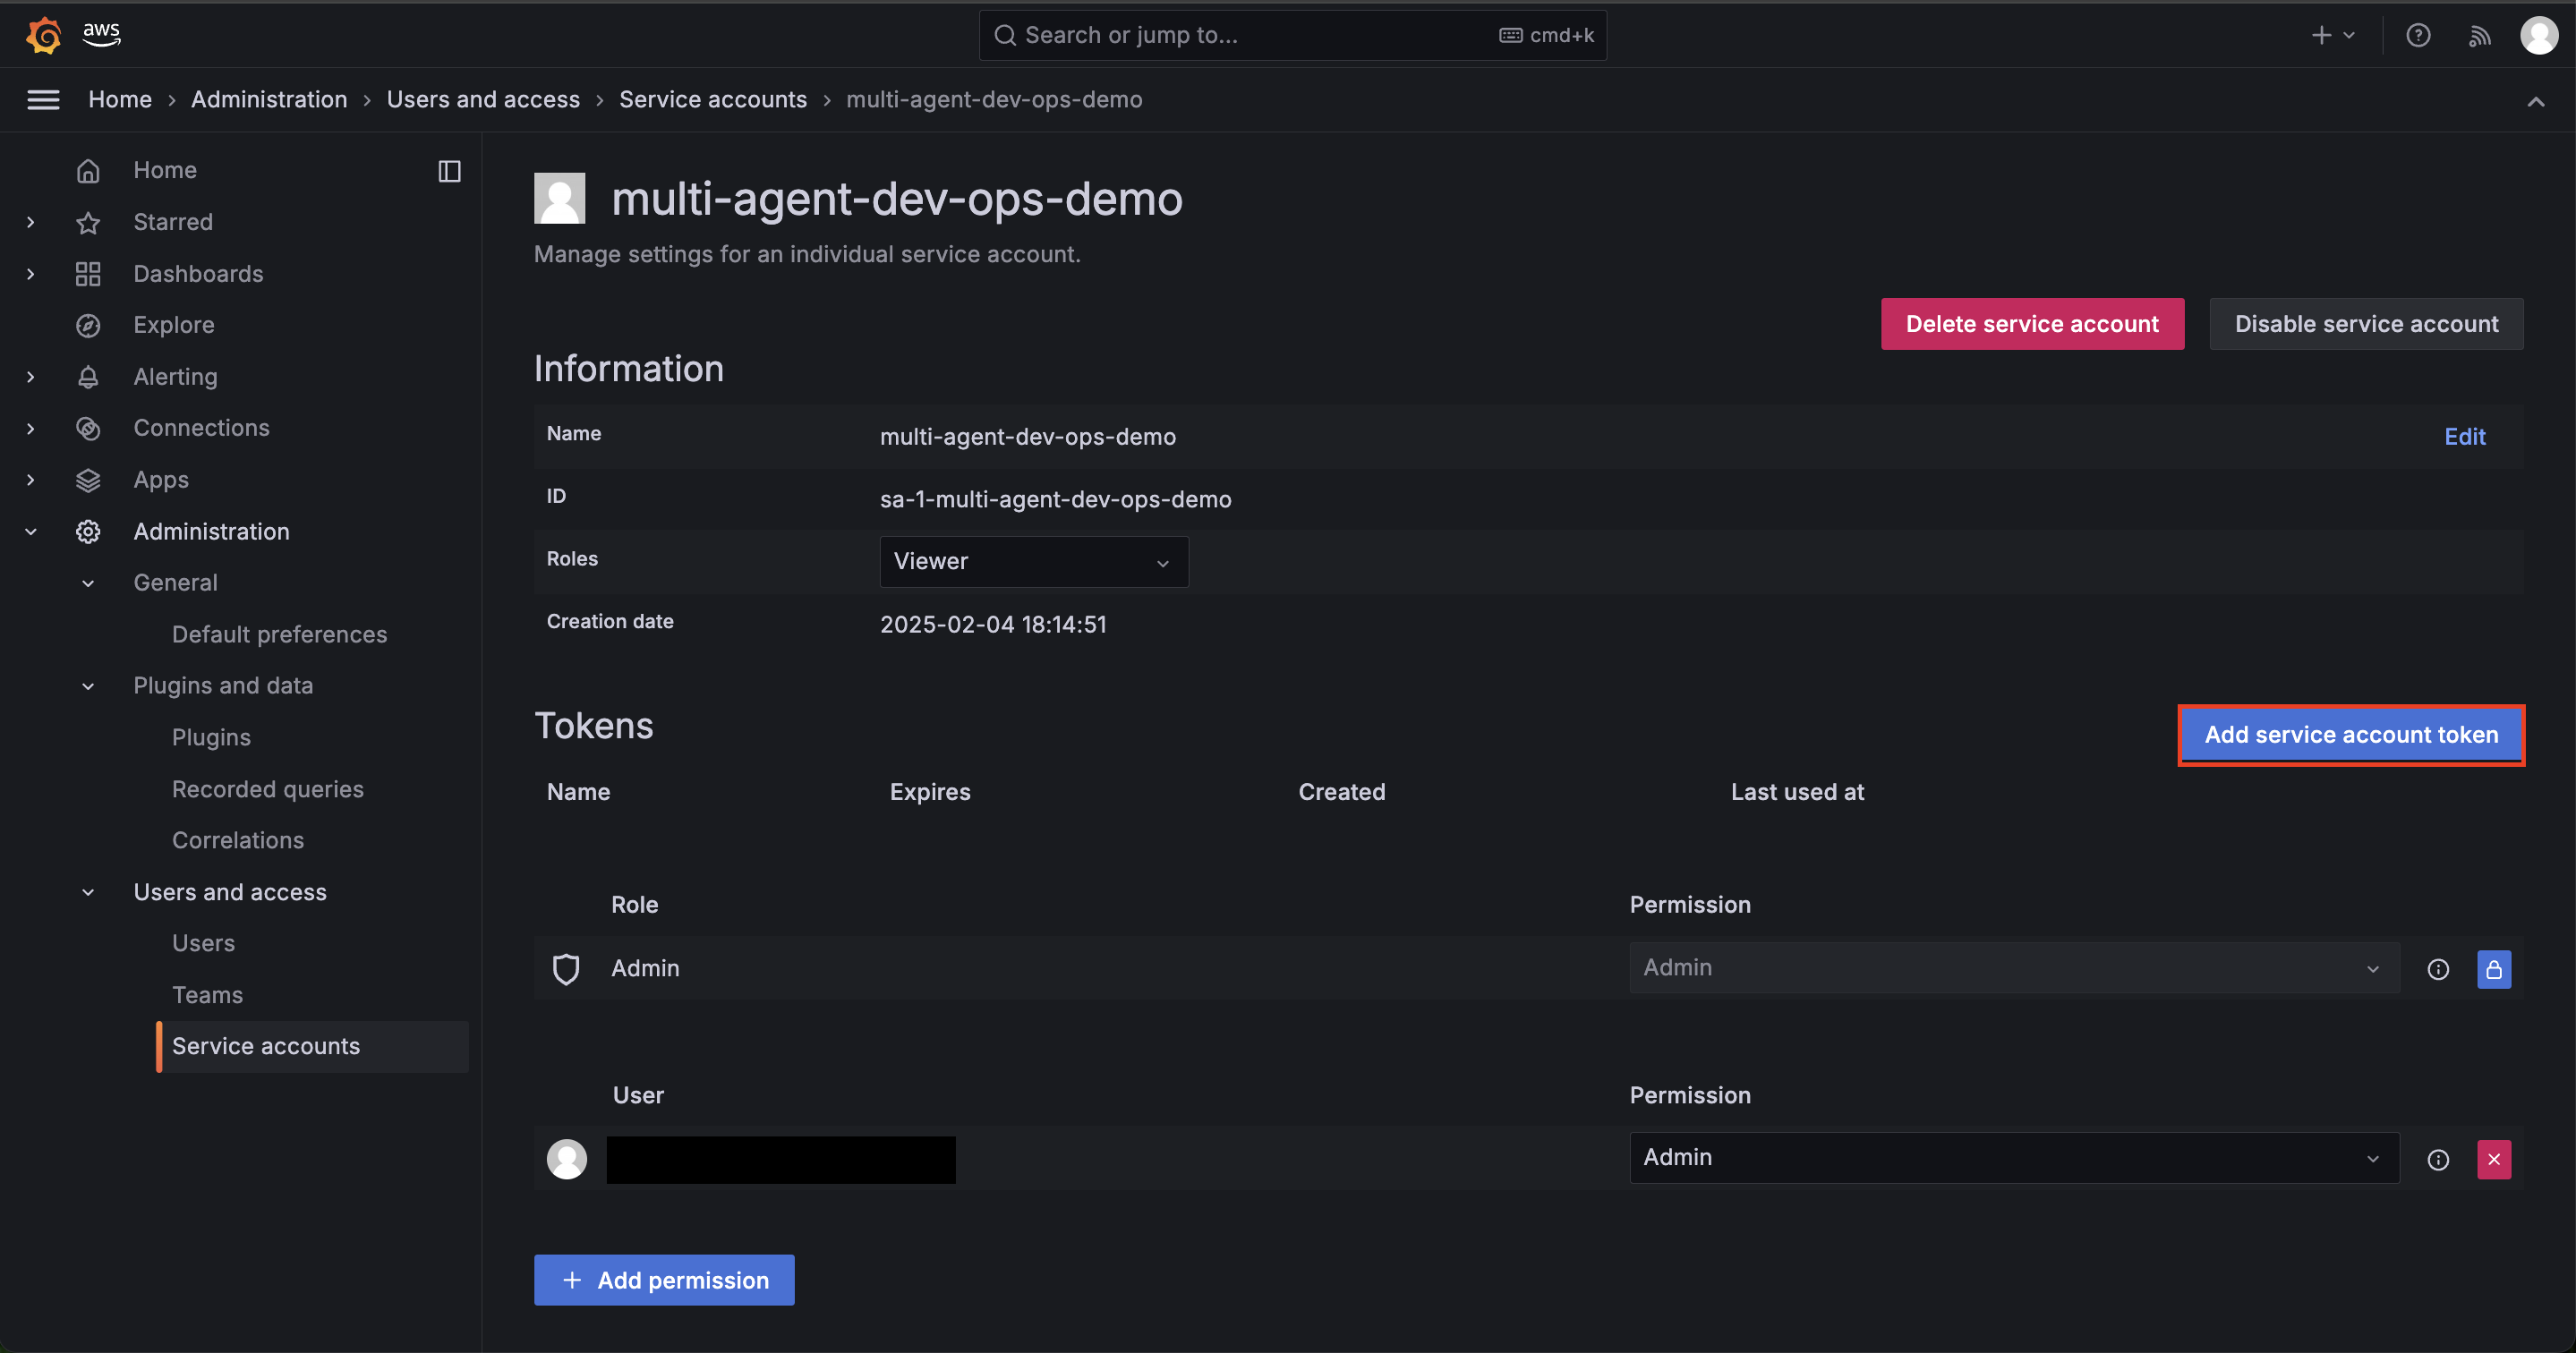 aws
Search or jump to...
cmd+k
Home
Administration
Users and access
Service accounts
multi-agent-dev-ops-demo
Home
Starred
Dashboards
Explore
Alerting
Connections
Apps
Administration
General
Default preferences
Plugins and data
Plugins
Recorded queries
Correlations
Users and access
Users
Teams
Service accounts
multi-agent-dev-ops-demo
Manage settings for an individual service account.
Delete service account
Disable service account
Information
Name
multi-agent-dev-ops-demo
Edit
ID
sa-1-multi-agent-dev-ops-demo
Roles
Viewer
Creation date
2025-02-04 18:14:51
Tokens
Add service account token
Name
Expires
Created
Last used at
Role
Permission
Admin
Admin
User
Permission
Admin
Add permission